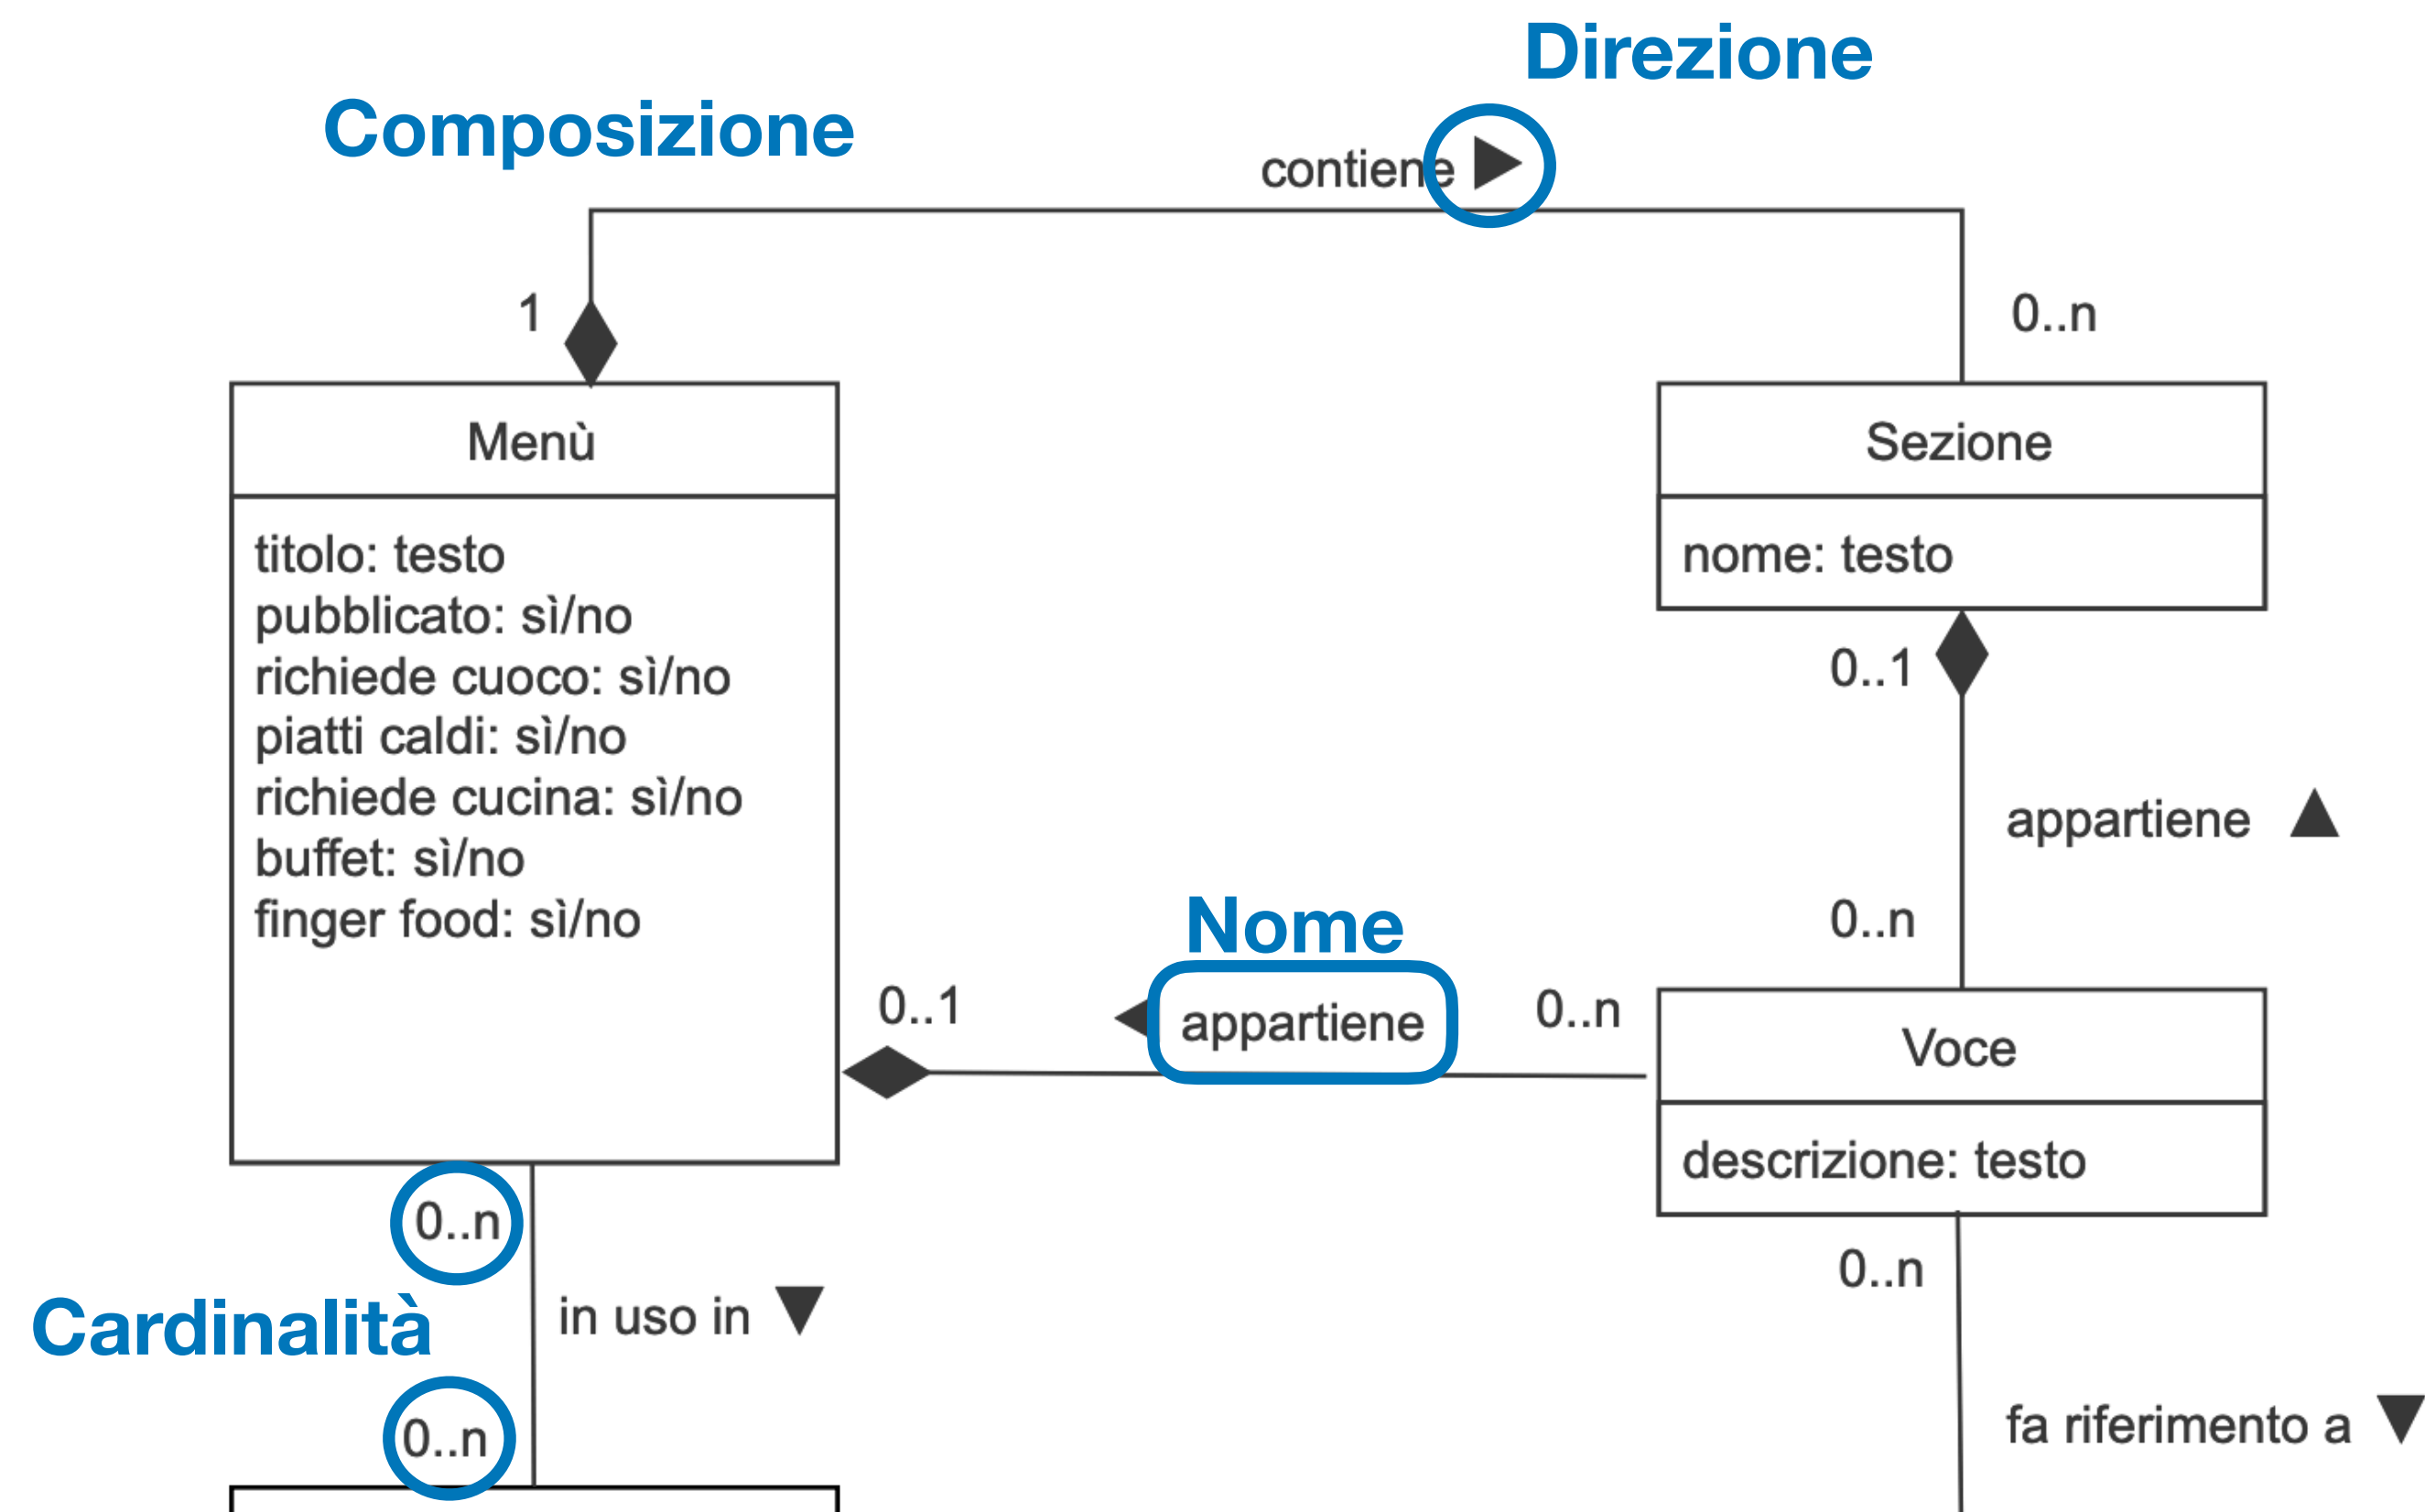 Direzione
Composizione
contiene
1
0..n
Menù
titolo: testo
pubblicato: sì/no
richiede cuoco: sì/no
piatti caldi: sì/no
richiede cucina: sì/no
buffet: sì/no
finger food: sì/no
Sezione
nome: testo
0..1
appartiene
0..n
Nome
0..1
appartiene
0..n
Voce
descrizione: testo
0..n
0..n
Cardinalità
in uso in
0..n
fa riferimento a